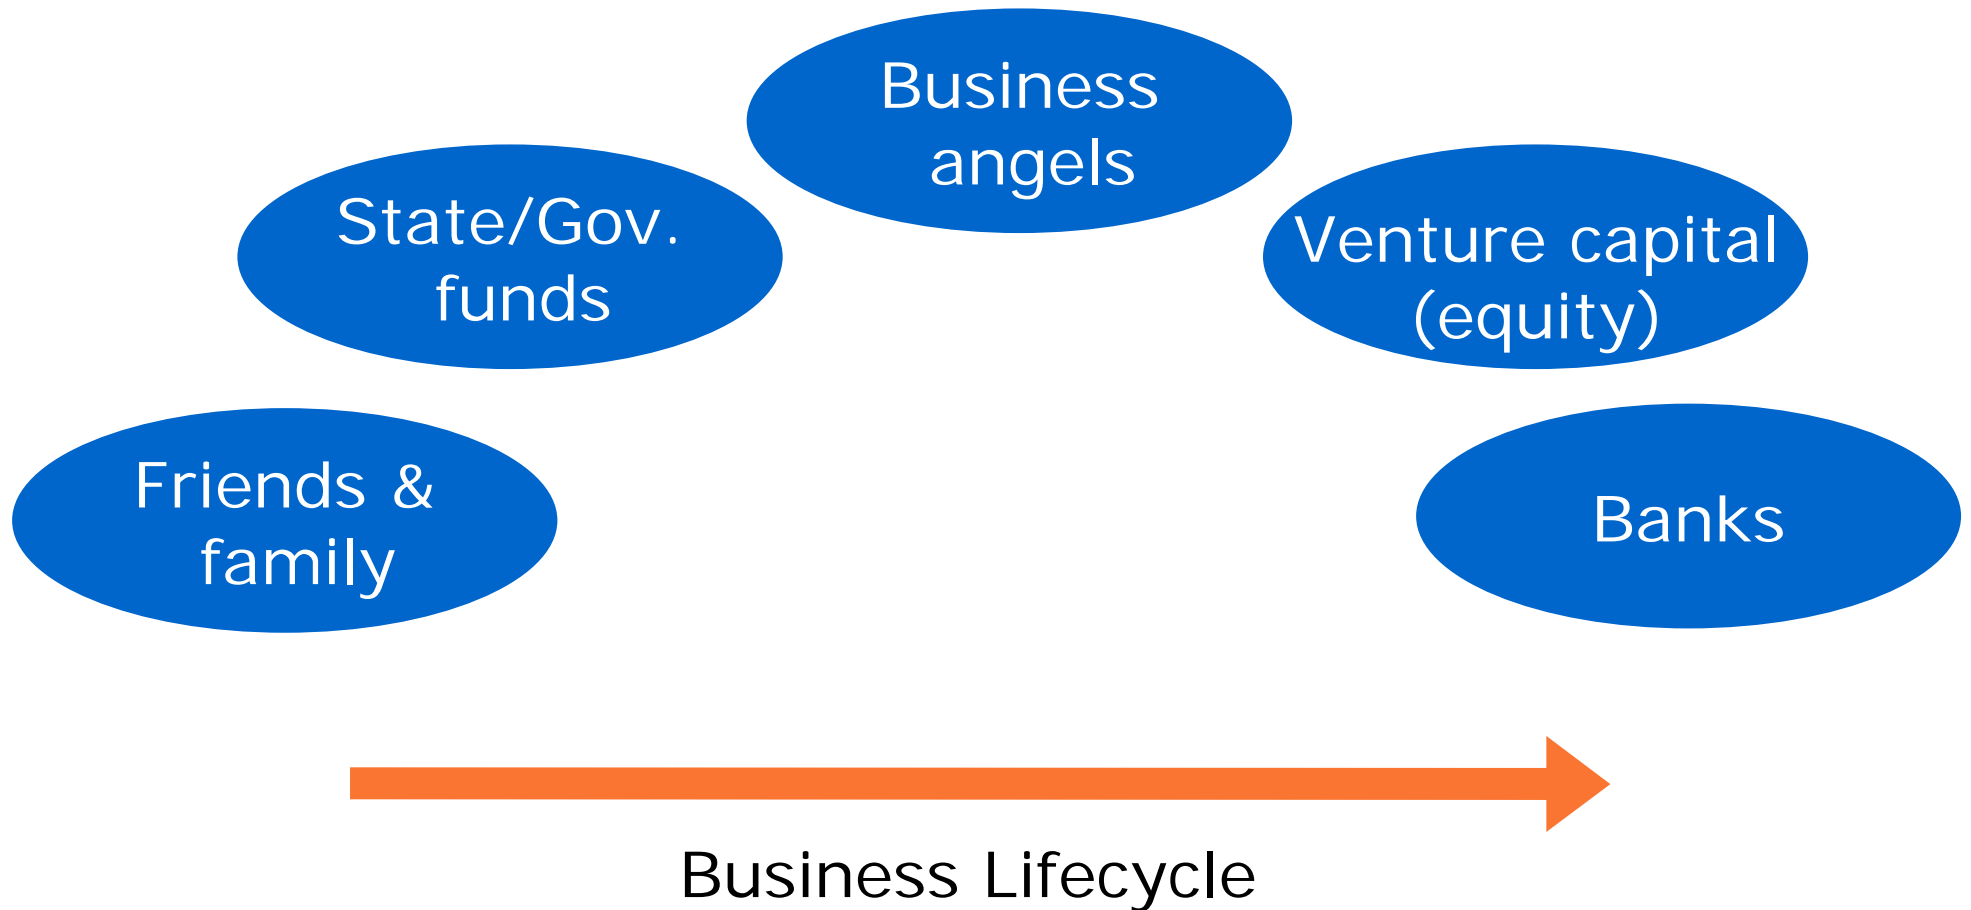 Friends &
family
State/Gov.
funds
Business
angels
Venture capital
(equity)
Banks
Business Lifecycle